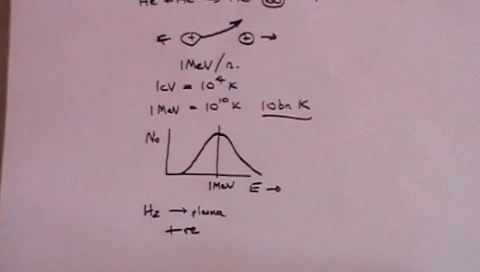 + +
1MeV/n.
1eV = 10⁴ K
1MeV = 10¹⁰ K 10bn K
No
1MeV E →
H₂ → plasma
+ve